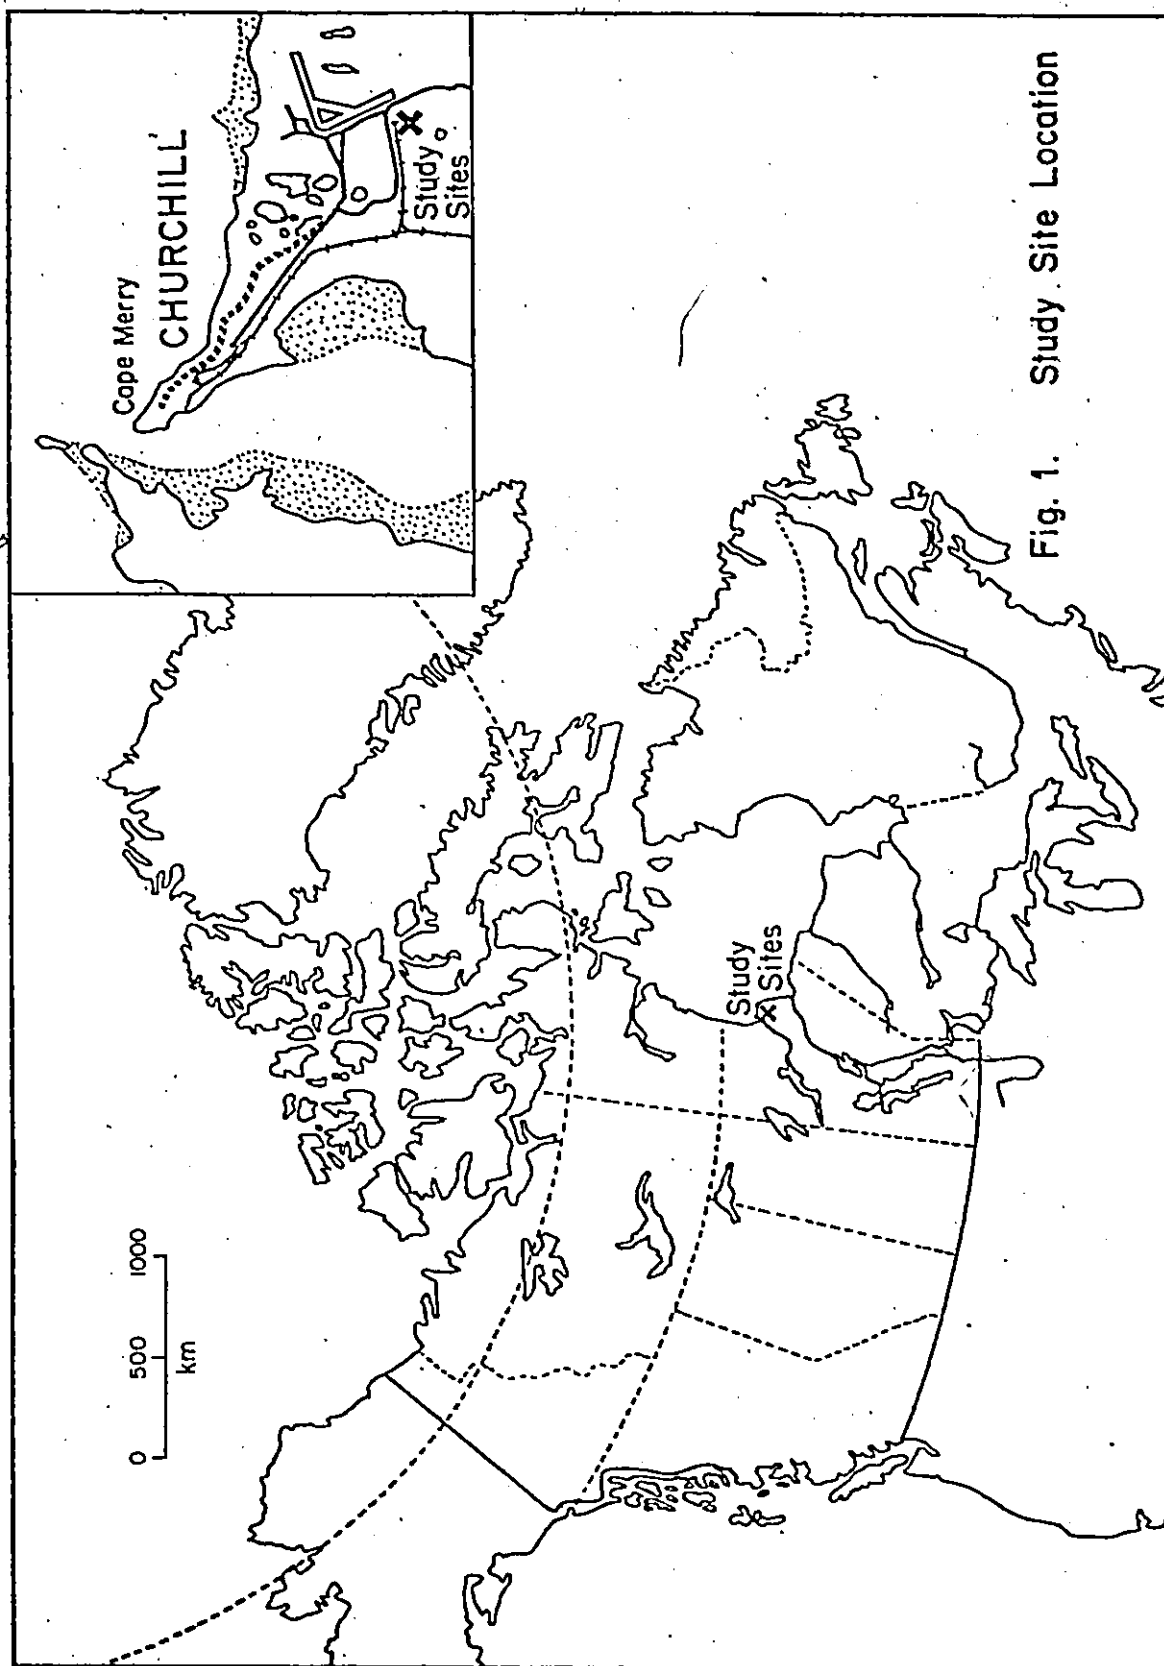 Cape Merry
CHURCHILL
Study
Sites
0 500 1000
km
Study
Sites
Fig. 1. Study Site Location